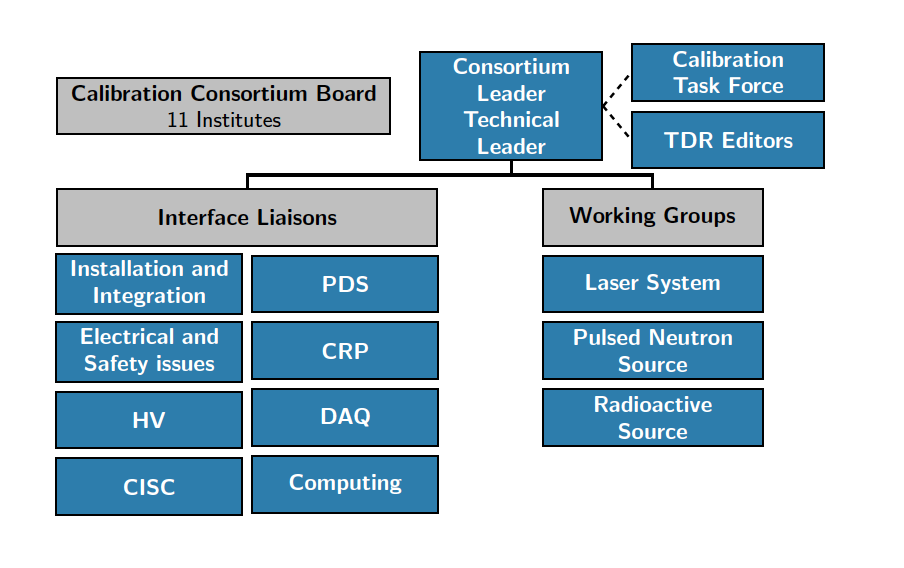 Calibration Consortium Board
11 Institutes
Consortium
Leader
Technical
Leader
Calibration
Task Force
TDR Editors
Interface Liaisons
Working Groups
Installation and
Integration
PDS
Electrical and
Safety issues
CRP
HV
DAQ
CISC
Computing
Laser System
Pulsed Neutron
Source
Radioactive
Source